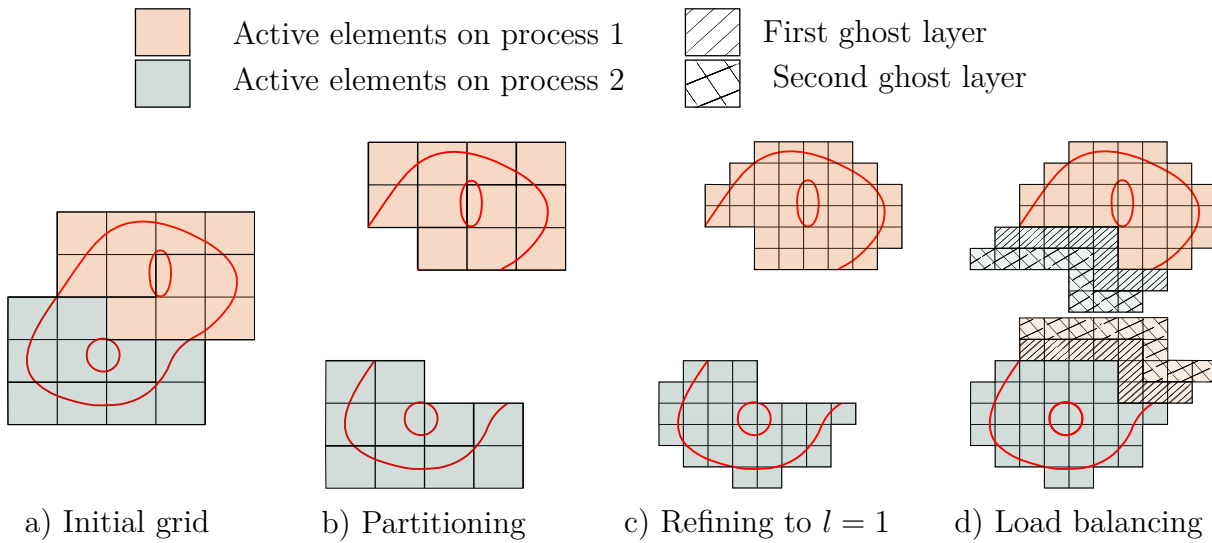 Active elements on process 1
First ghost layer
Active elements on process 2
Second ghost layer
a) Initial grid
b) Partitioning
c) Refining to l = 1
d) Load balancing